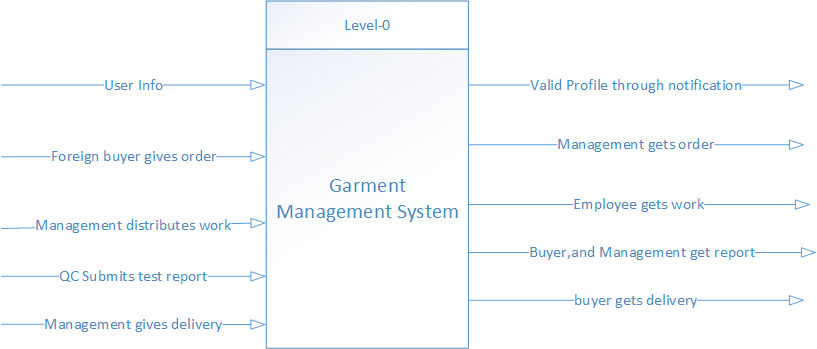 Level-0
User Info
Valid Profile through notification
Foreign buyer gives order
Management gets order
Garment
Management System
Management distributes work
Employee gets work
QC Submits test report
Buyer,and Management get report
Management gives delivery
buyer gets delivery